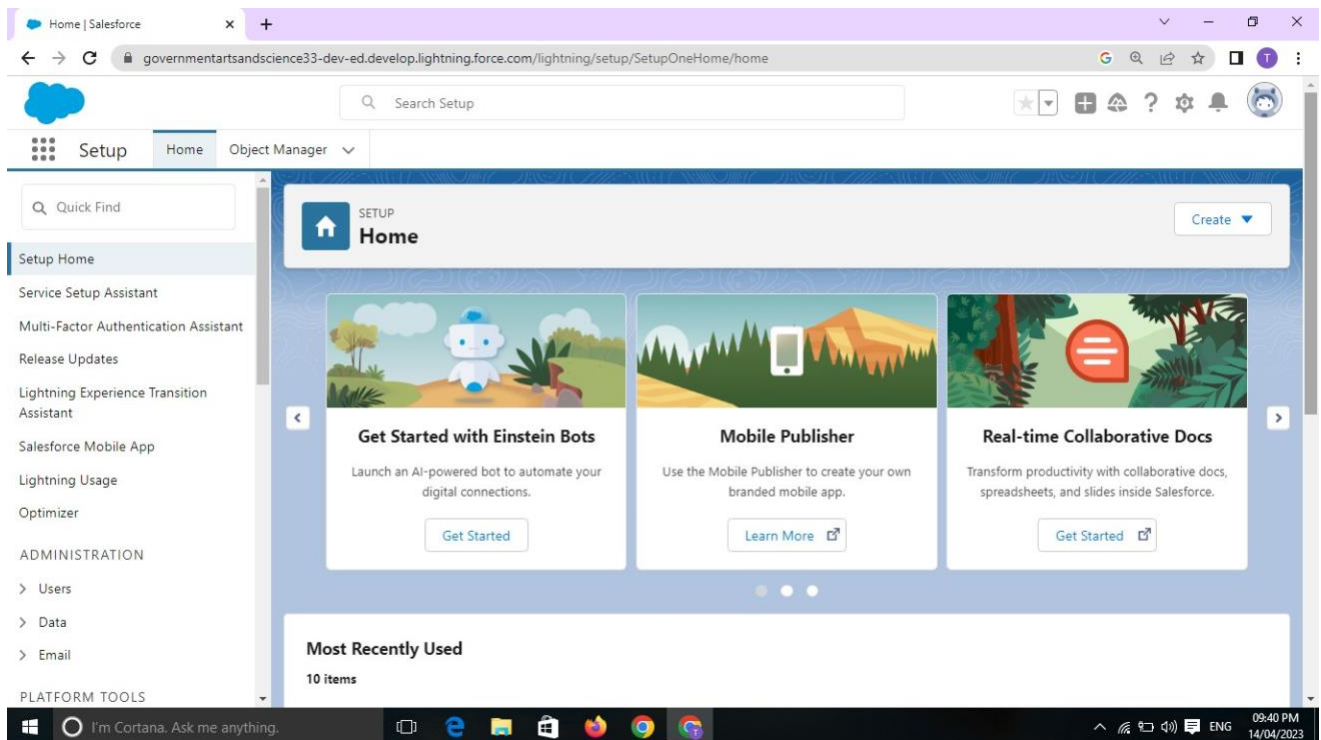 Home | Salesforce
governmentartsandscience33-dev-ed.develop.lightning.force.com/lightning/setup/SetupOneHome/home
G
T
Search Setup
Setup
Home
Object Manager
Quick Find
Setup Home
Service Setup Assistant
Multi-Factor Authentication Assistant
Release Updates
Lightning Experience Transition
Assistant
Salesforce Mobile App
Lightning Usage
Optimizer
ADMINISTRATION
Users
Data
Email
PLATFORM TOOLS
SETUP
Home
Create
Get Started with Einstein Bots
Launch an AI-powered bot to automate your
digital connections.
Get Started
Mobile Publisher
Use the Mobile Publisher to create your own
branded mobile app.
Learn More
Real-time Collaborative Docs
Transform productivity with collaborative docs,
spreadsheets, and slides inside Salesforce.
Get Started
Most Recently Used
10 items
I'm Cortana. Ask me anything.
ENG
09:40 PM
14/04/2023